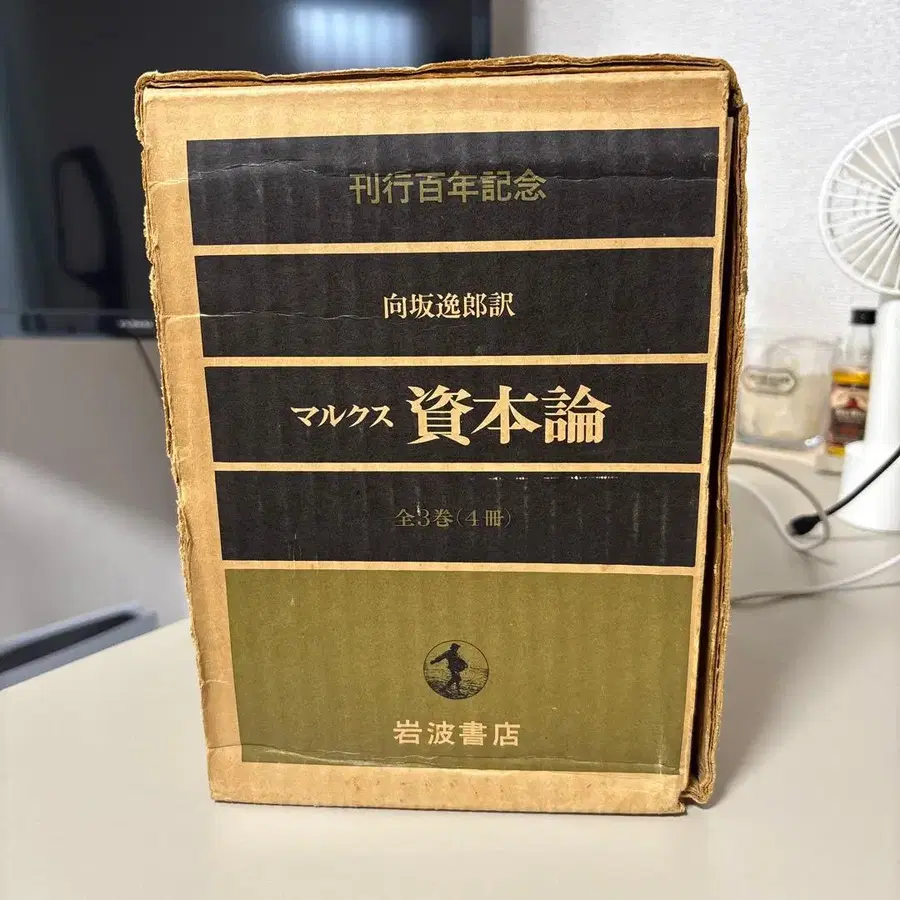 刊行百年記念
向坂逸郎訳
マルクス 資本論
全3巻(4冊)
岩波書店